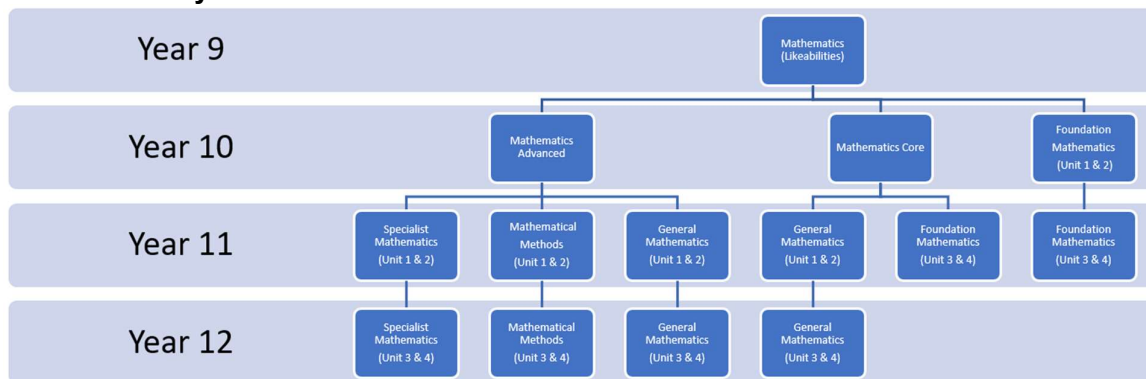 Year 9
Mathematics
(Likeabilities)
Year 10
Mathematics
Advanced
Mathematics Core
Foundation
Mathematics
(Unit 1 & 2)
Year 11
Specialist
Mathematics
(Unit 1 & 2)
Mathematical
Methods
(Unit 1 & 2)
General
Mathematics
(Unit 1 & 2)
General
Mathematics
(Unit 1 & 2)
Foundation
Mathematics
(Unit 3 & 4)
Foundation
Mathematics
(Unit 3 & 4)
Year 12
Specialist
Mathematics
(Unit 3 & 4)
Mathematical
Methods
(Unit 3 & 4)
General
Mathematics
(Unit 3 & 4)
General
Mathematics
(Unit 3 & 4)